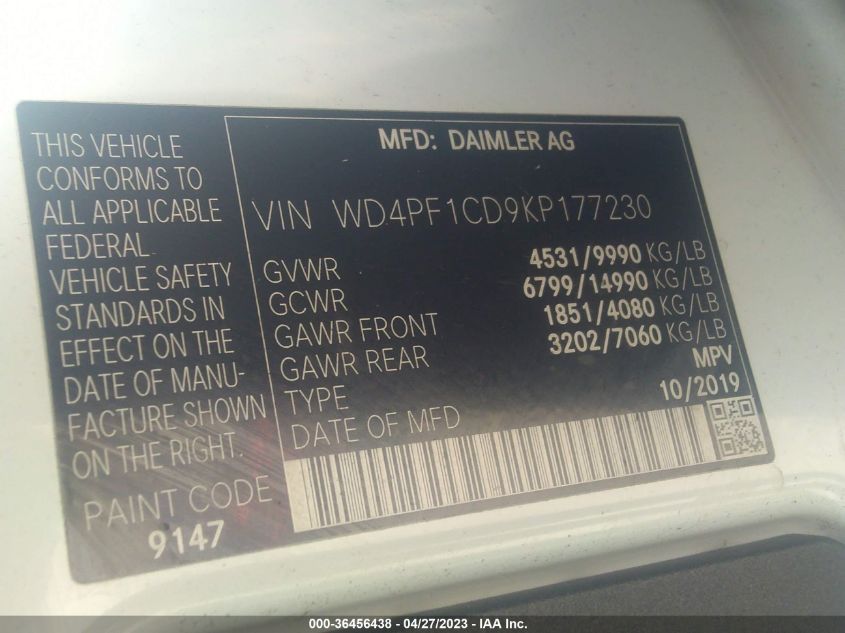 THIS VEHICLE
CONFORMS TO
ALL APPLICABLE
FEDERAL
VEHICLE SAFETY
STANDARDS IN
EFFECT ON THE
DATE OF MANU-
FACTURE SHOWN
ON THE RIGHT.
PAINT CODE
9147
MFD: DAIMLER AG
VIN WD4PF1CD9KP177230
GVWR 4531/9990 KG/LB
GCWR 6799/14990 KG/LB
GAWR FRONT 1851/4080 KG/LB
GAWR REAR 3202/7060 KG/LB
TYPE MPV
DATE OF MFD 10/2019
000-36456438 - 04/27/2023 - IAA Inc.